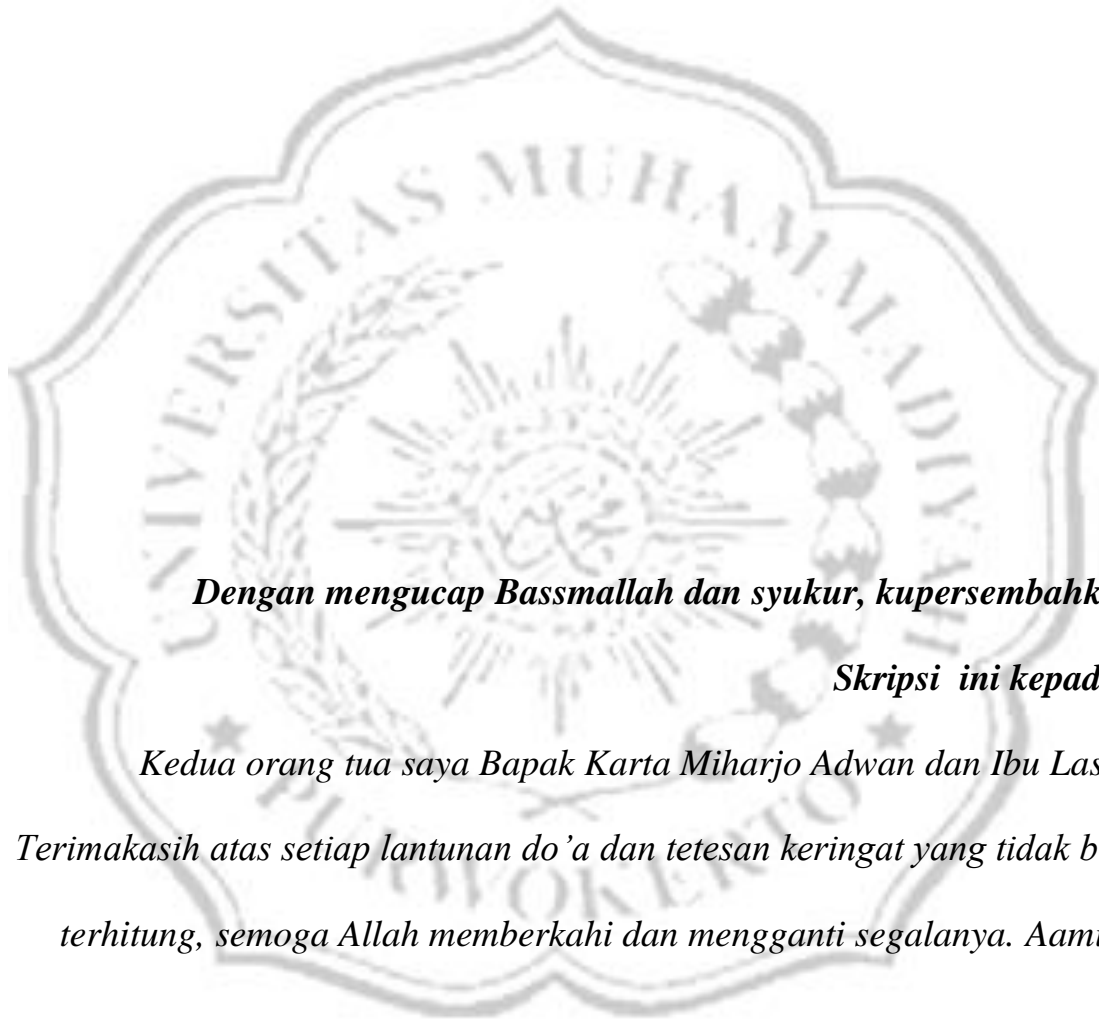 UNIVERSITAS MUHAMMADIYAH
Dengan mengucap Bassmallah dan syukur, kupersembahk
Skripsi  ini kepad
Kedua orang tua saya Bapak Karta Miharjo Adwan dan Ibu Las
Terimakasih atas setiap lantunan do’a dan tetesan keringat yang tidak b
terhitung, semoga Allah memberkahi dan mengganti segalanya. Aami
PURWOKERTO